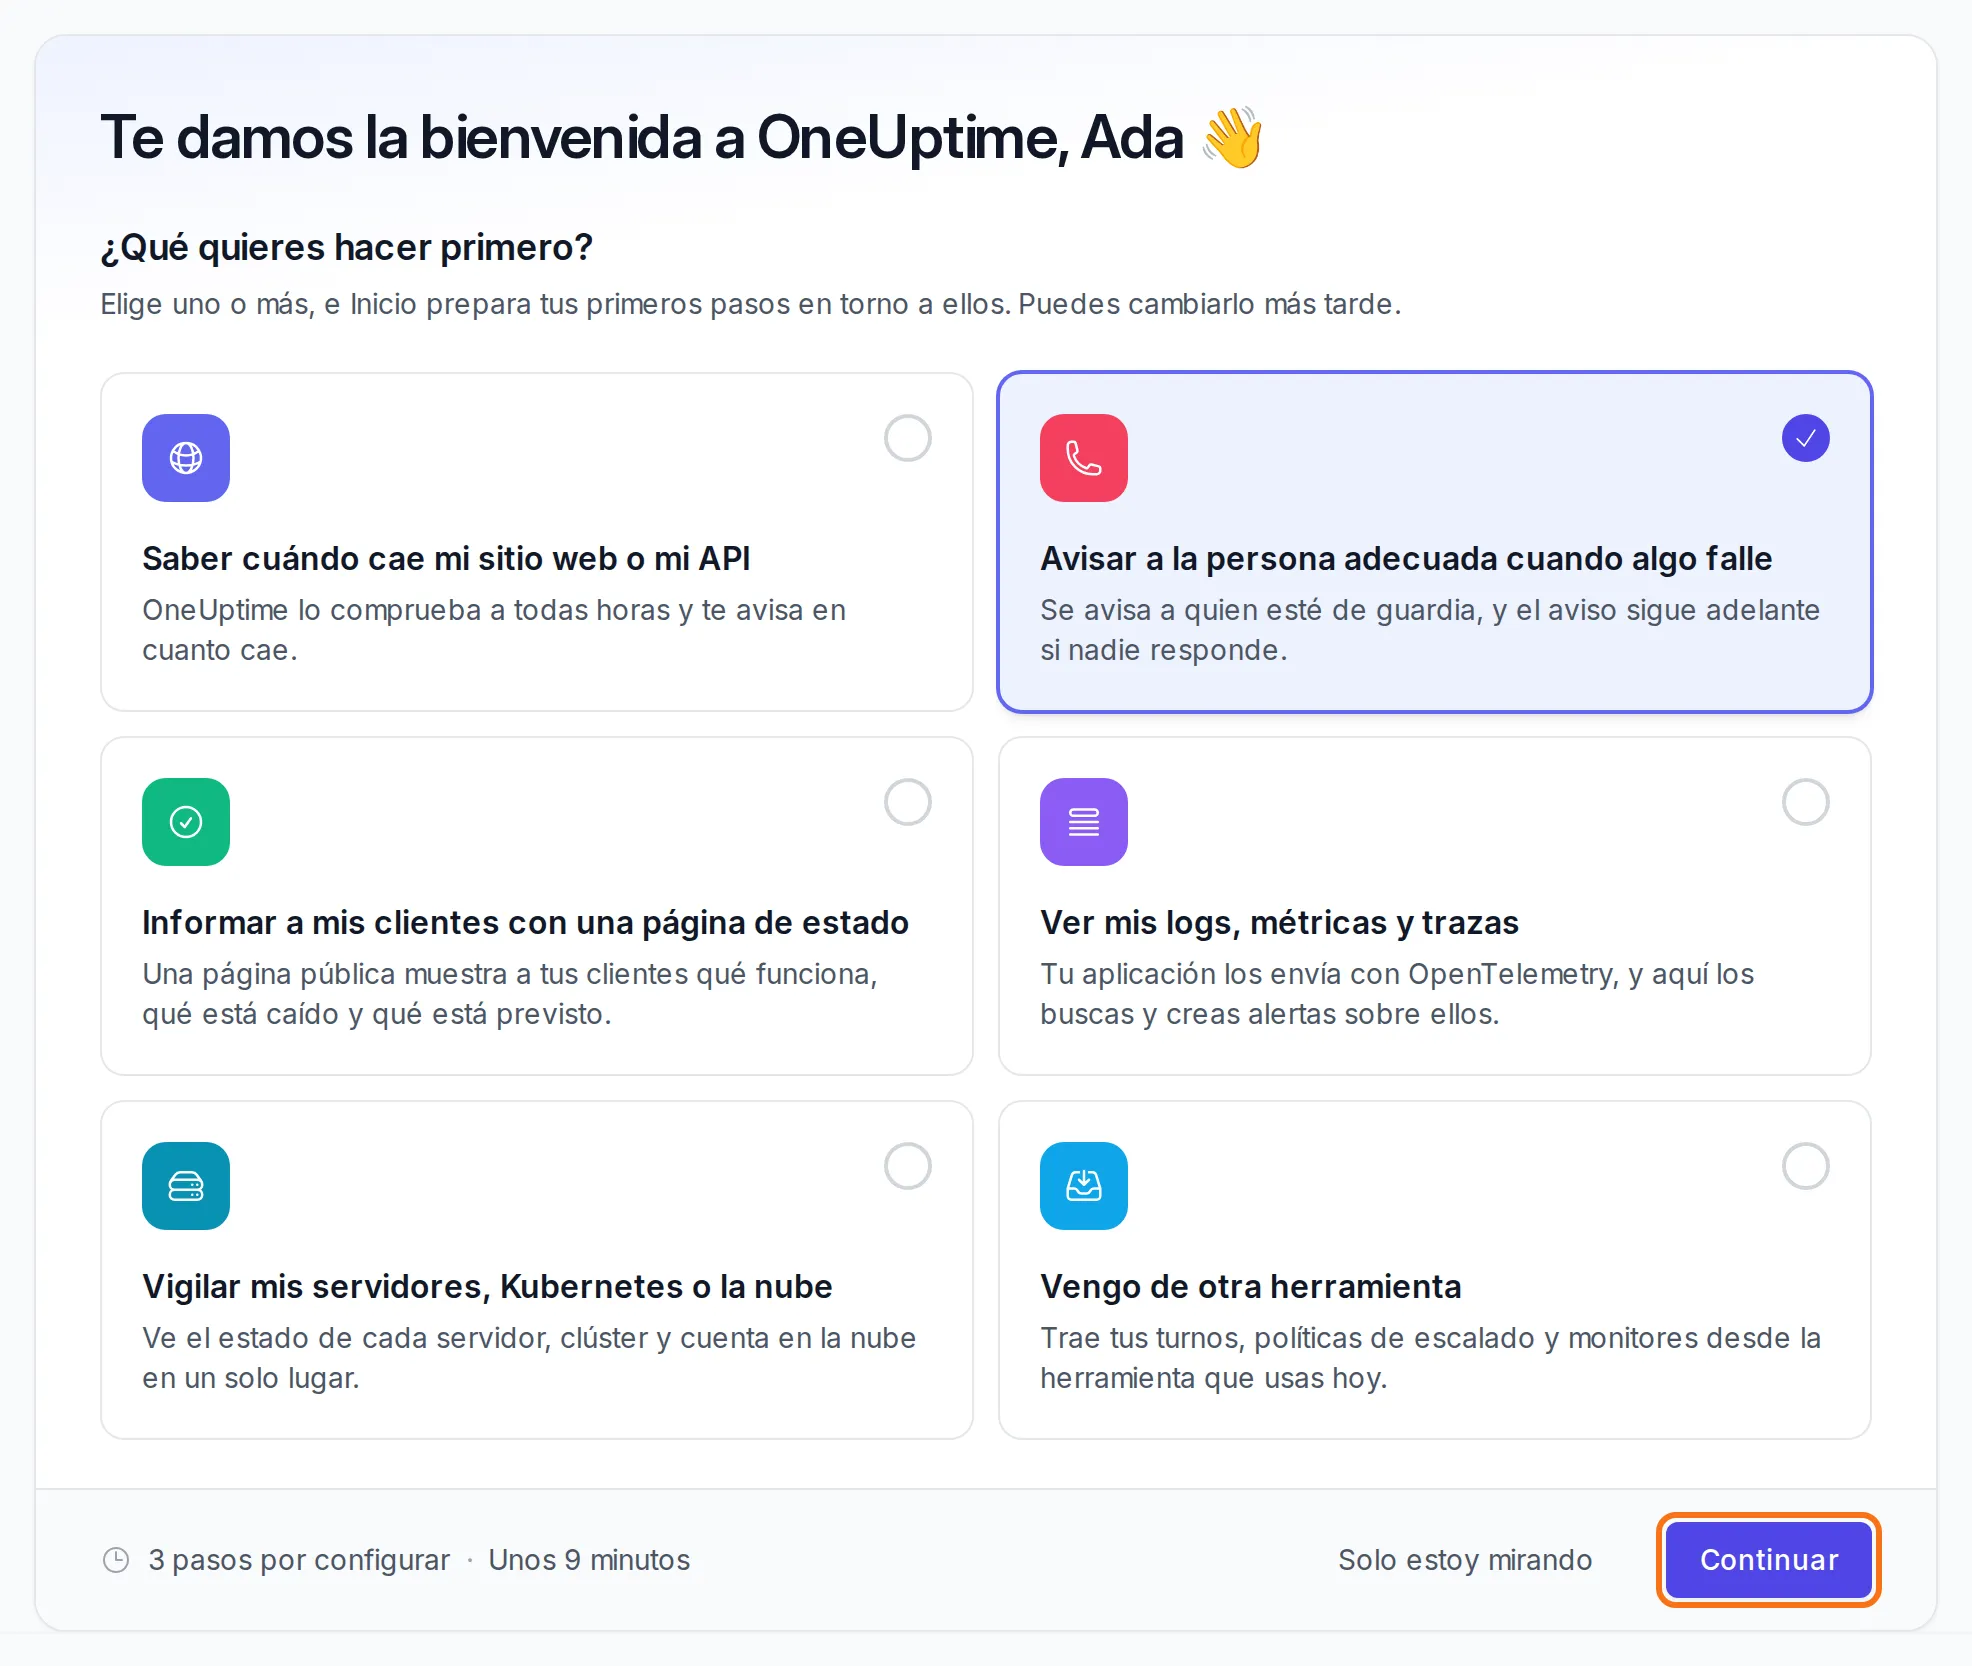 Te damos la bienvenida a OneUptime, Ada 👋
¿Qué quieres hacer primero?
Elige uno o más, e Inicio prepara tus primeros pasos en torno a ellos. Puedes cambiarlo más tarde.
Saber cuándo cae mi sitio web o mi API
OneUptime lo comprueba a todas horas y te avisa en
cuanto cae.
Avisar a la persona adecuada cuando algo falle
Se avisa a quien esté de guardia, y el aviso sigue adelante
si nadie responde.
Informar a mis clientes con una página de estado
Una página pública muestra a tus clientes qué funciona,
qué está caído y qué está previsto.
Ver mis logs, métricas y trazas
Tu aplicación los envía con OpenTelemetry, y aquí los
buscas y creas alertas sobre ellos.
Vigilar mis servidores, Kubernetes o la nube
Ve el estado de cada servidor, clúster y cuenta en la nube
en un solo lugar.
Vengo de otra herramienta
Trae tus turnos, políticas de escalado y monitores desde la
herramienta que usas hoy.
3 pasos por configurar · Unos 9 minutos
Solo estoy mirando
Continuar